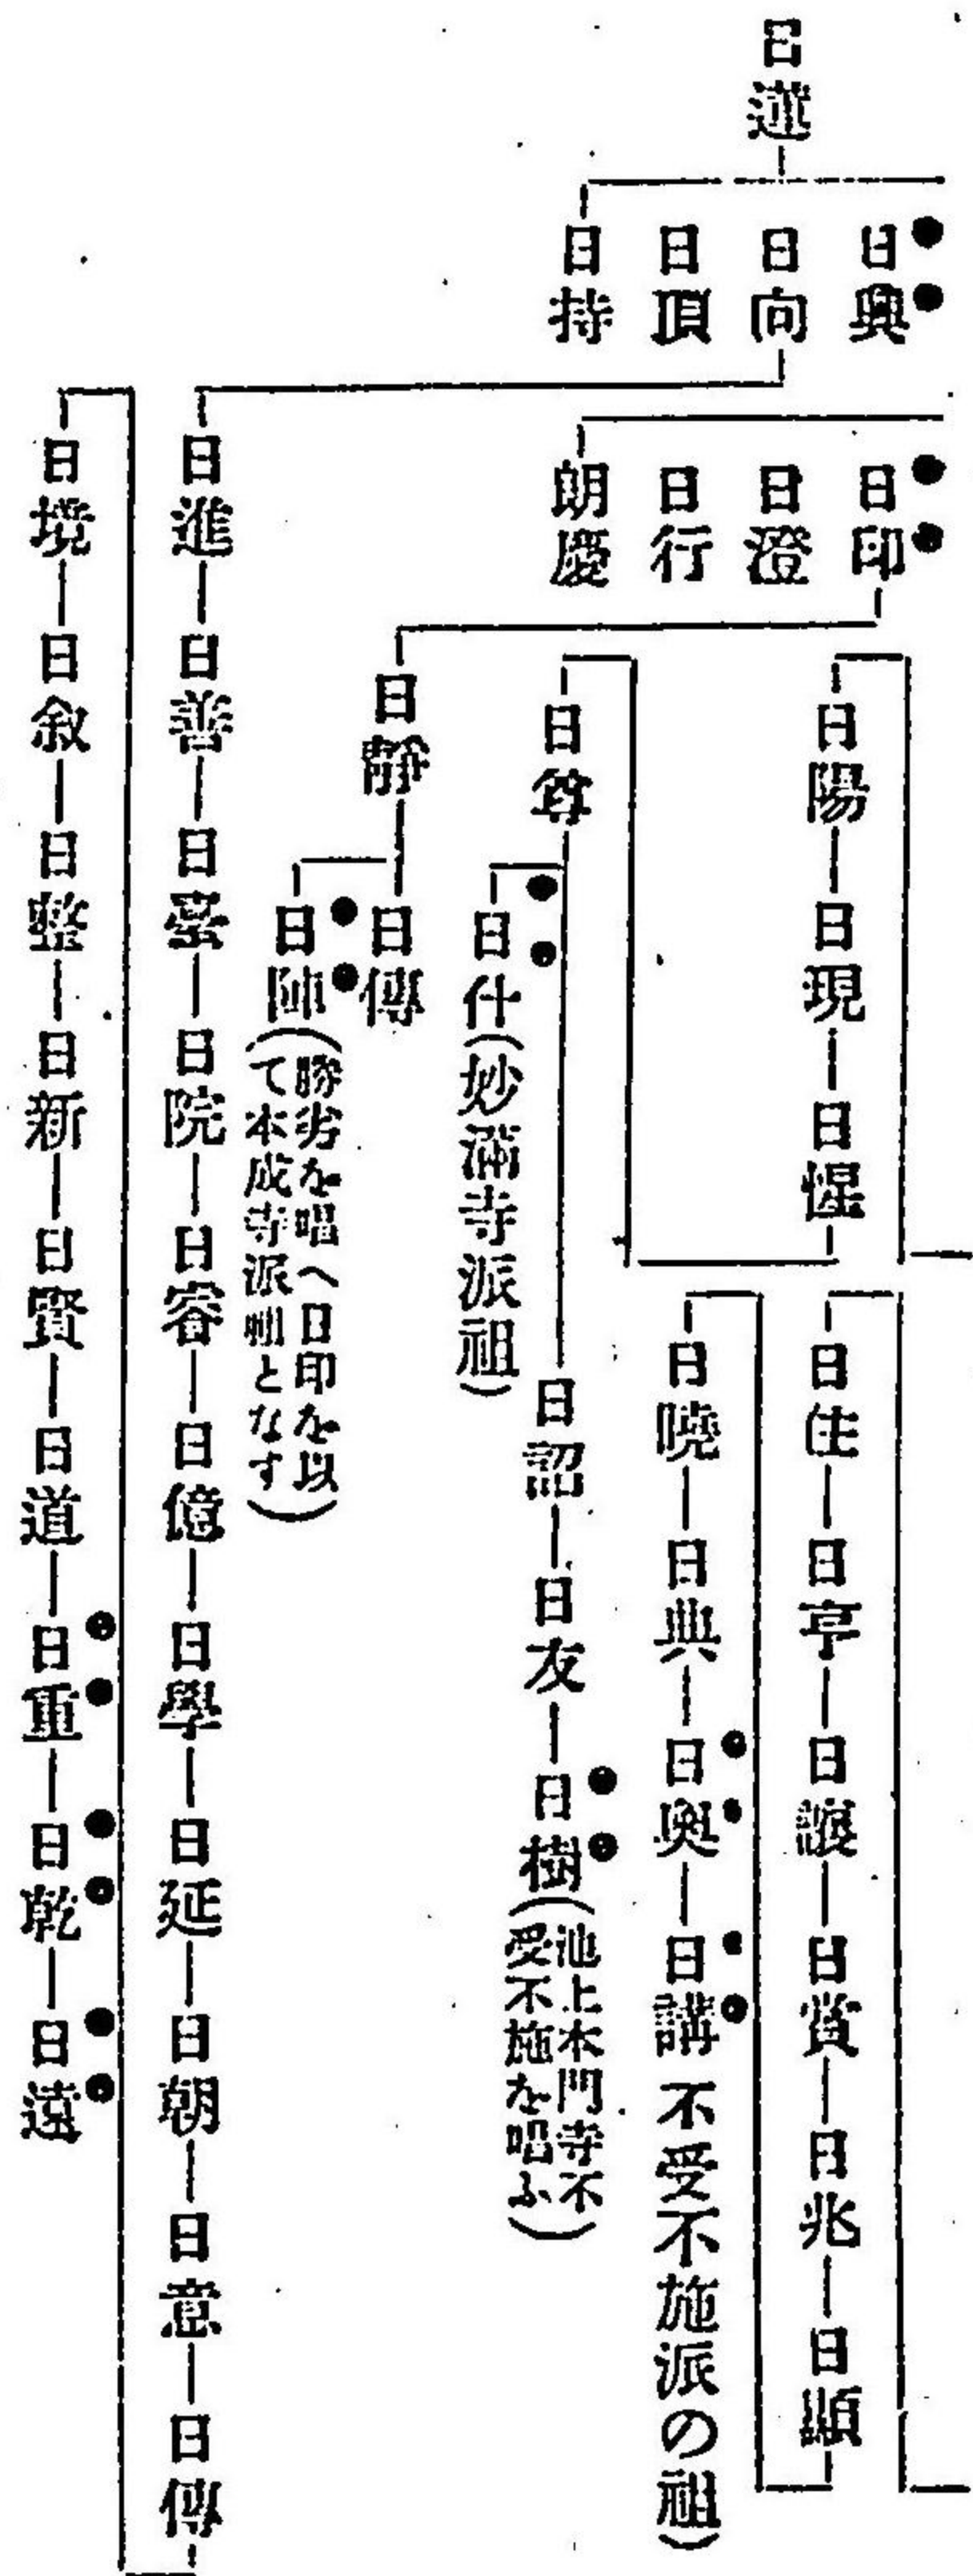 日興
日蓮
日向
日頂
日持
日印
日澄
日行
朗慶
日陽―日現―日惺
日住―日亨―日讓―日賞―日兆―日顯
日曉―日典―日奥―日講 不受不施派の祖)
日尊
日詔―日友―日樹(池上本門寺不
受不施を唱ふ)
日什(妙滿寺派祖)
日靜―日傳
日陣(勝劣を唱へ日印を以
て本成寺派祖となす)
日進―日善―日臺―日院―日睿―日億―日學―日延―日朝―日意―日傳
日境―日叙―日整―日新―日賢―日道―日重―日乾―日遠